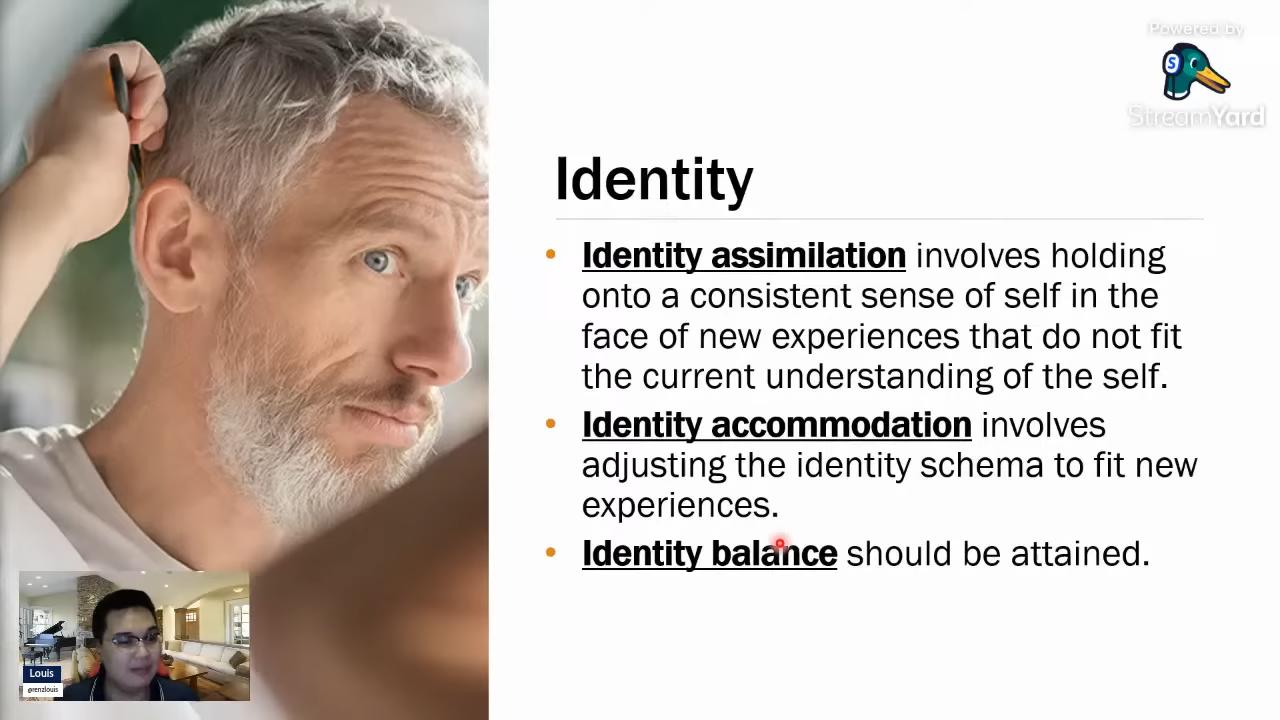 Powered by
StreamYard
Identity
• Identity assimilation involves holding
onto a consistent sense of self in the
face of new experiences that do not fit
the current understanding of the self.
• Identity accommodation involves
adjusting the identity schema to fit new
experiences.
• Identity balance should be attained.
Louis
@renzlouis